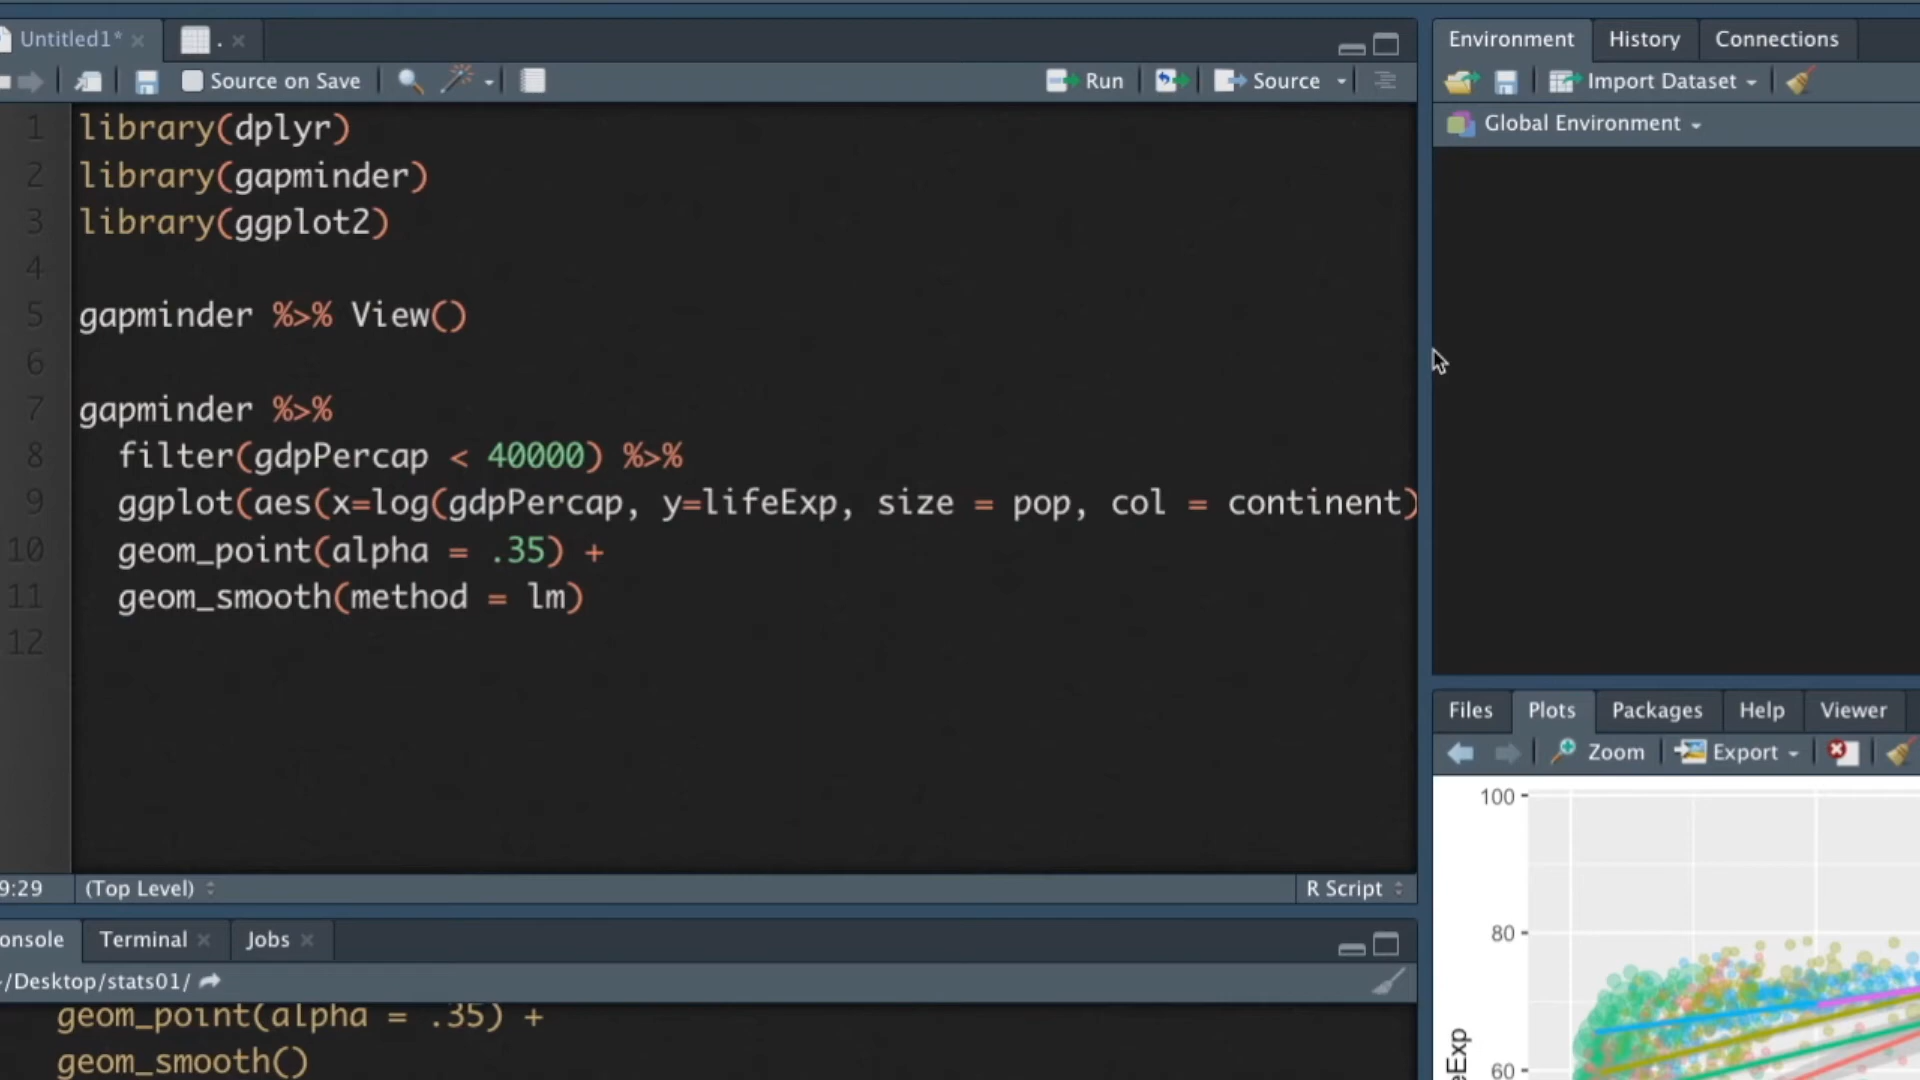 Untitled1*
.
Source on Save
Run
Source
1 library(dplyr)
2 library(gapminder)
3 library(ggplot2)
4
5 gapminder %>% View()
6
7 gapminder %>%
8 filter(gdpPercap < 40000) %>%
9 ggplot(aes(x=log(gdpPercap, y=lifeExp, size = pop, col = continent)
10 geom_point(alpha = .35) +
11 geom_smooth(method = lm)
12
9:29 (Top Level) R Script
onsole Terminal Jobs
/Desktop/stats01/
geom_point(alpha = .35) +
geom_smooth()
Environment History Connections
Import Dataset
Global Environment
Files Plots Packages Help Viewer
Zoom Export
100
80
60
eExp